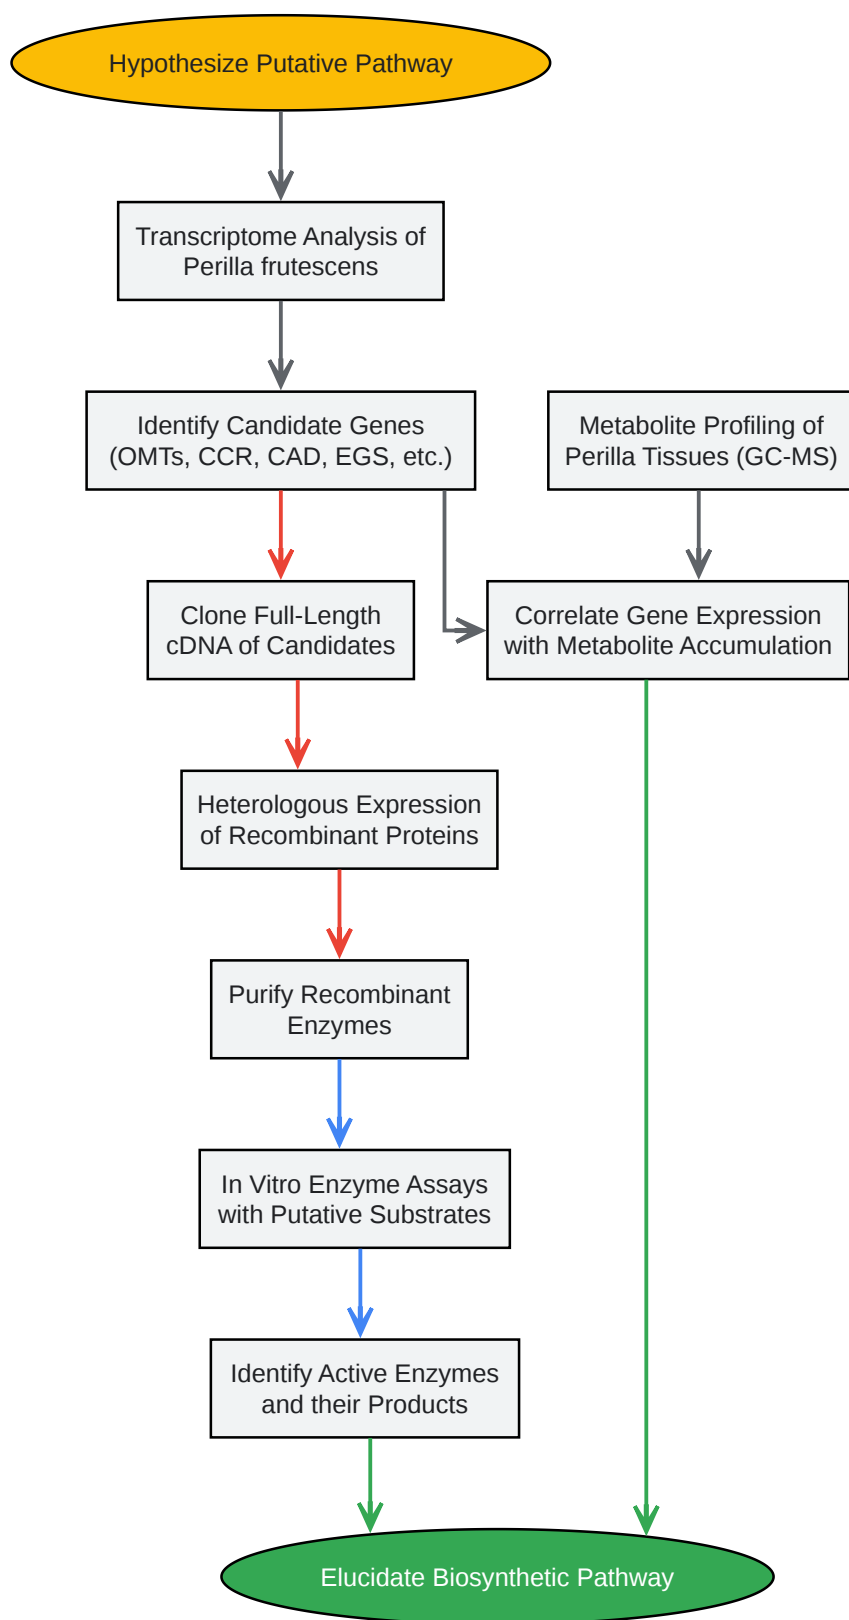 Hypothesize Putative Pathway
Transcriptome Analysis of
Perilla frutescens
Identify Candidate Genes
(OMTs, CCR, CAD, EGS, etc.)
Metabolite Profiling of
Perilla Tissues (GC-MS)
Clone Full-Length
cDNA of Candidates
Correlate Gene Expression
with Metabolite Accumulation
Heterologous Expression
of Recombinant Proteins
Purify Recombinant
Enzymes
In Vitro Enzyme Assays
with Putative Substrates
Identify Active Enzymes
and their Products
Elucidate Biosynthetic Pathway